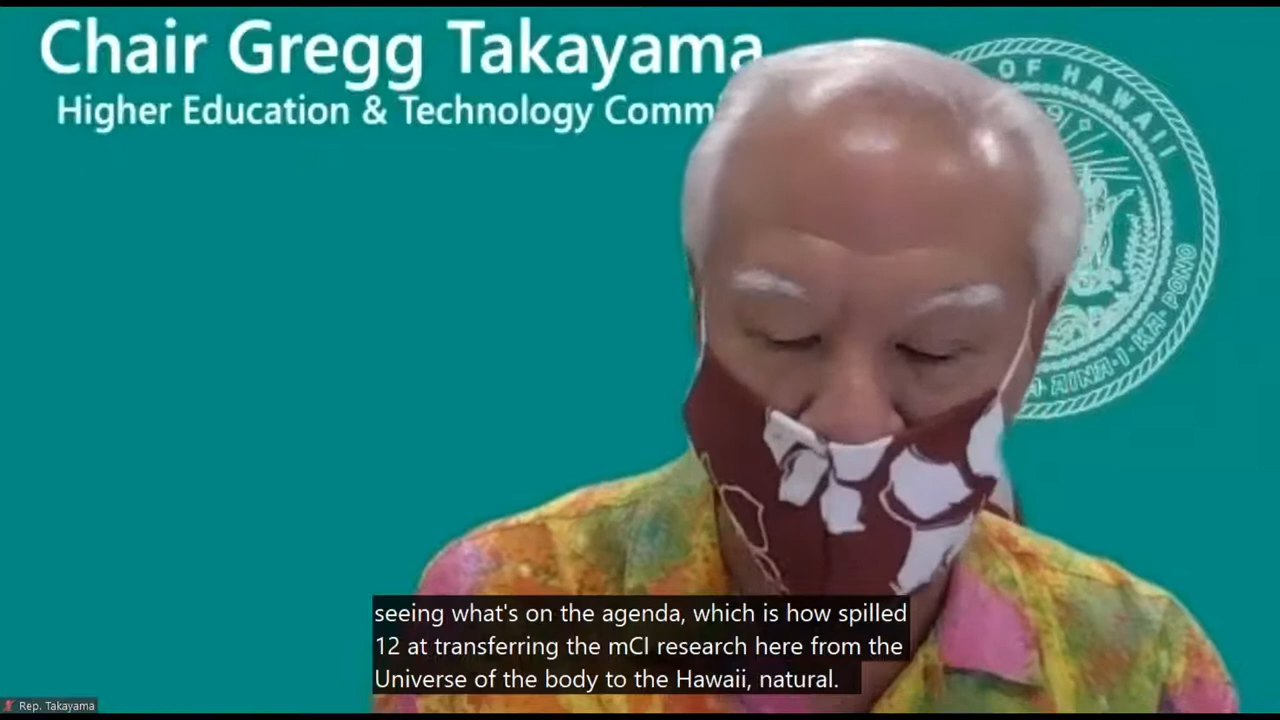 Chair Gregg Takayama
Higher Education & Technology Comm
OF HAWAII
AINA·I·KA·PONO
seeing what's on the agenda, which is how spilled
12 at transferring the mCI research here from the
Universe of the body to the Hawaii, natural.
Rep. Takayama